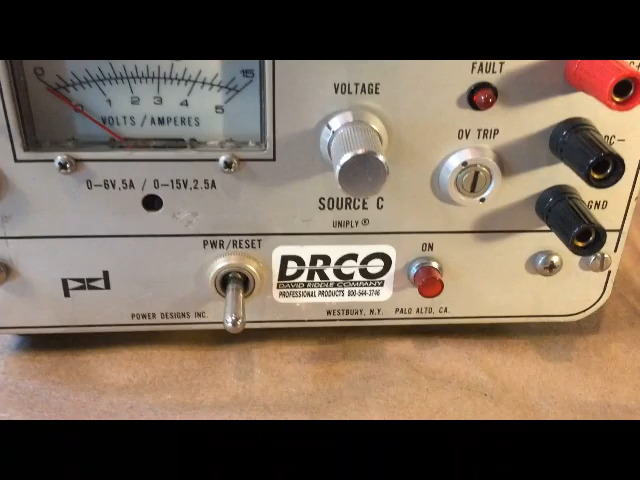 0 15
0 1 2 3 4 5
VOLTS/AMPERES
0-6V,5A / 0-15V,2.5A
VOLTAGE
SOURCE C
UNIPLY®
FAULT
OV TRIP
GND
PWR/RESET
DRCO
DAVID RIDDLE COMPANY
PROFESSIONAL PRODUCTS 800-544-3746
ON
pd
POWER DESIGNS INC.
WESTBURY, N.Y. PALO ALTO, CA.